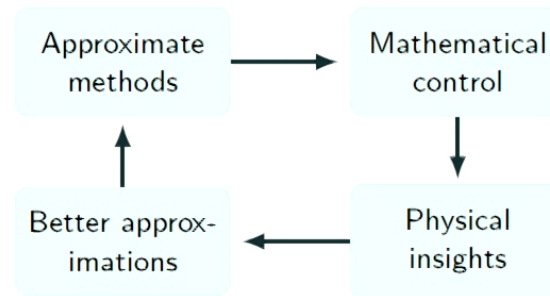 Approximate
methods
Mathematical
control
Better approx-
imations
Physical
insights